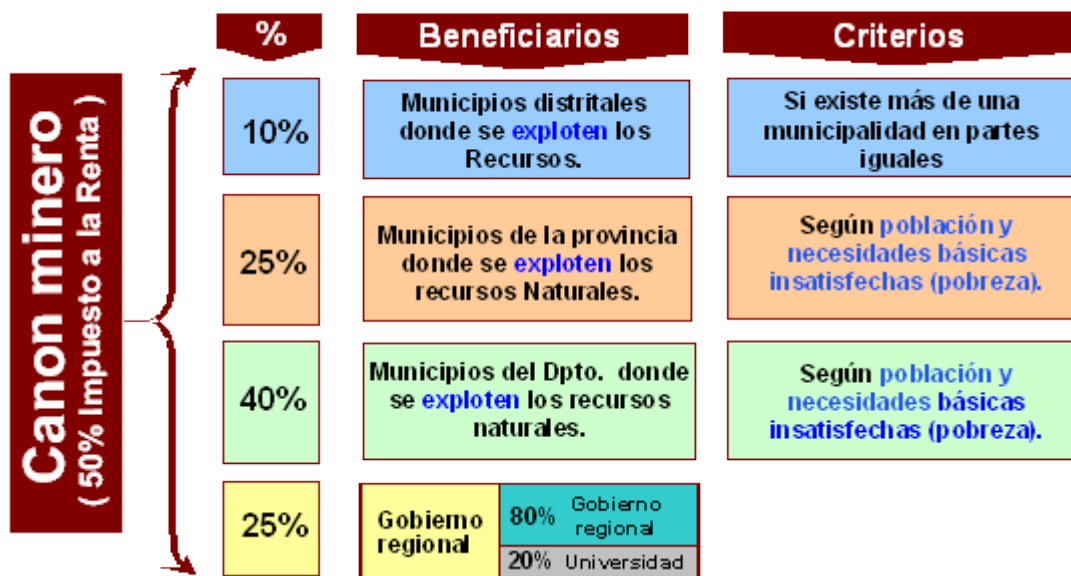 Canon minero
( 50% Impuesto a la Renta )
%
Beneficiarios
Criterios
10%
Municipios distritales
donde se exploten los
Recursos.
Si existe más de una
municipalidad en partes
iguales
25%
Municipios de la provincia
donde se exploten los
recursos Naturales.
Según población y
necesidades básicas
insatisfechas (pobreza).
40%
Municipios del Dpto. donde
se exploten los recursos
naturales.
Según población y
necesidades básicas
insatisfechas (pobreza).
25%
Gobierno
regional
80% Gobierno
regional
20% Universidad